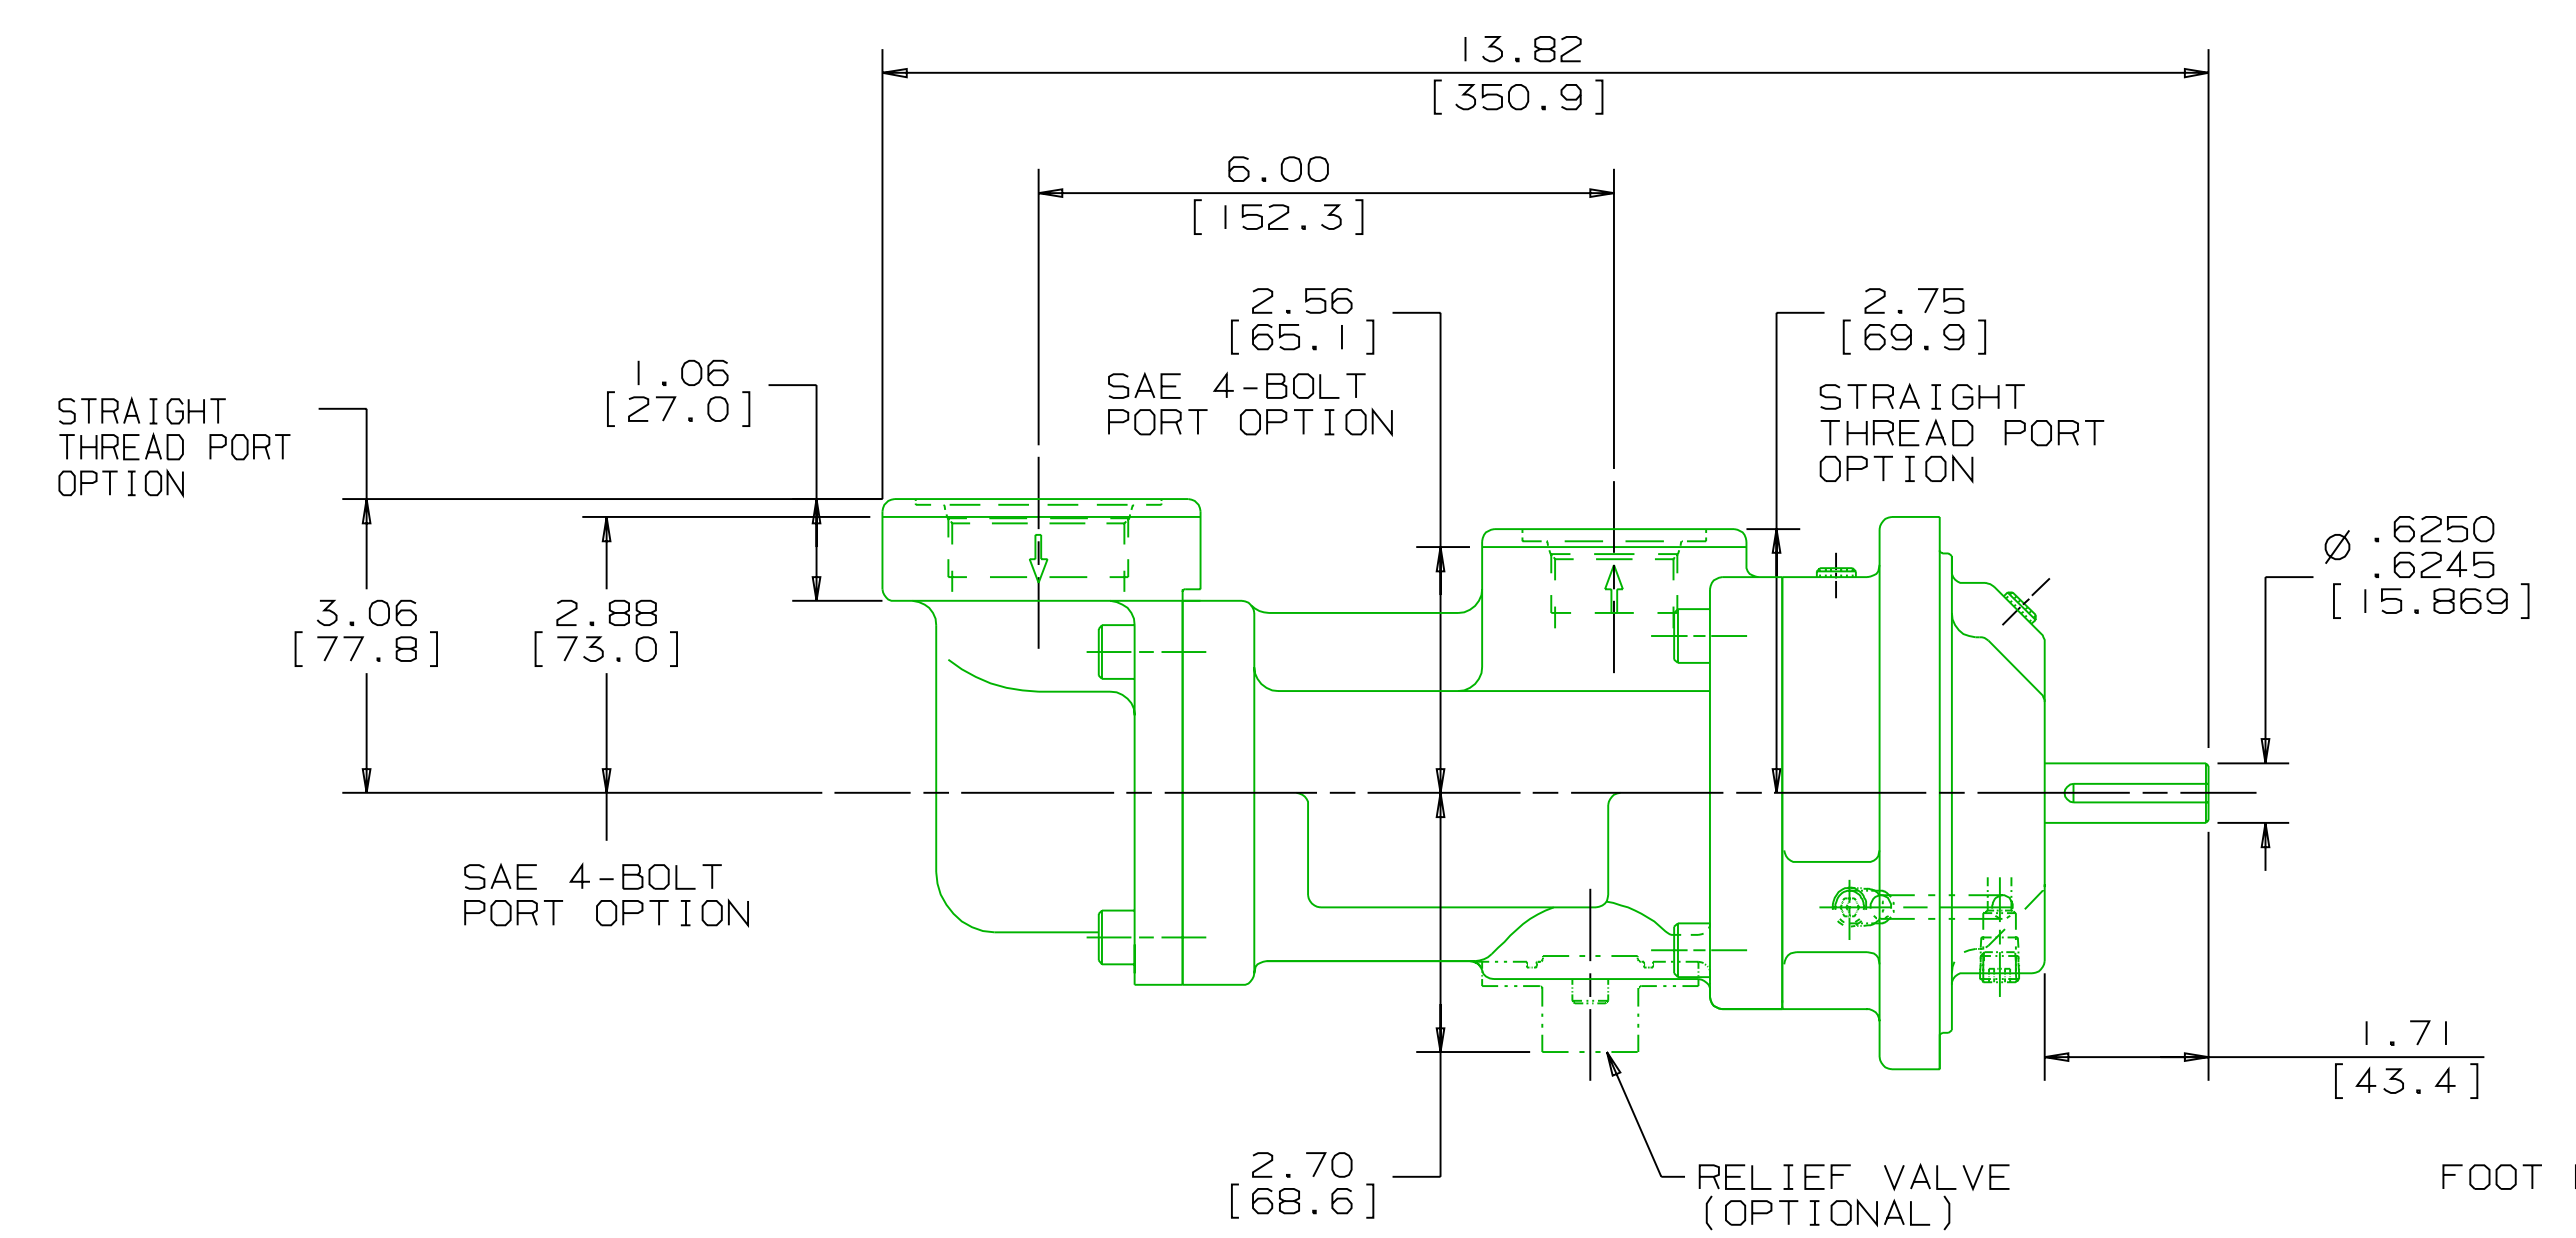 13.82
[350.9]
6.00
[152.3]
2.56
[65.1]
SAE 4-BOLT
PORT OPTION
2.75
[69.9]
STRAIGHT
THREAD PORT
OPTION
1.06
[27.0]
STRAIGHT
THREAD PORT
OPTION
3.06
[77.8]
2.88
[73.0]
SAE 4-BOLT
PORT OPTION
Ø .6250
.6245
[15.869]
1.71
[43.4]
2.70
[68.6]
RELIEF VALVE
(OPTIONAL)
FOOT